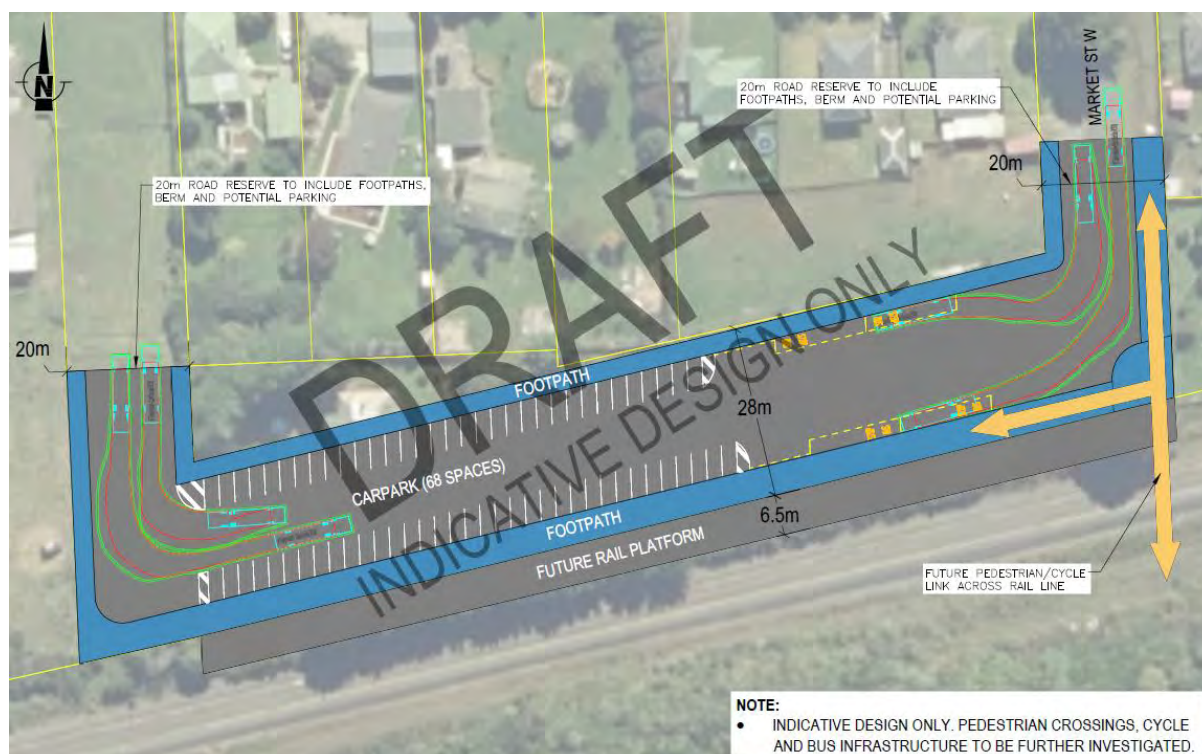 N
MARKET ST W
20m ROAD RESERVE TO INCLUDE
FOOTPATHS, BERM AND POTENTIAL PARKING
20m
20m ROAD RESERVE TO INCLUDE FOOTPATHS,
BERM AND POTENTIAL PARKING
20m
DRAFT
INDICATIVE DESIGN ONLY
FOOTPATH
28m
CARPARK (68 SPACES)
FOOTPATH
6.5m
FUTURE RAIL PLATFORM
FUTURE PEDESTRIAN/CYCLE
LINK ACROSS RAIL LINE
NOTE:
• INDICATIVE DESIGN ONLY. PEDESTRIAN CROSSINGS, CYCLE
AND BUS INFRASTRUCTURE TO BE FURTHER INVESTIGATED.